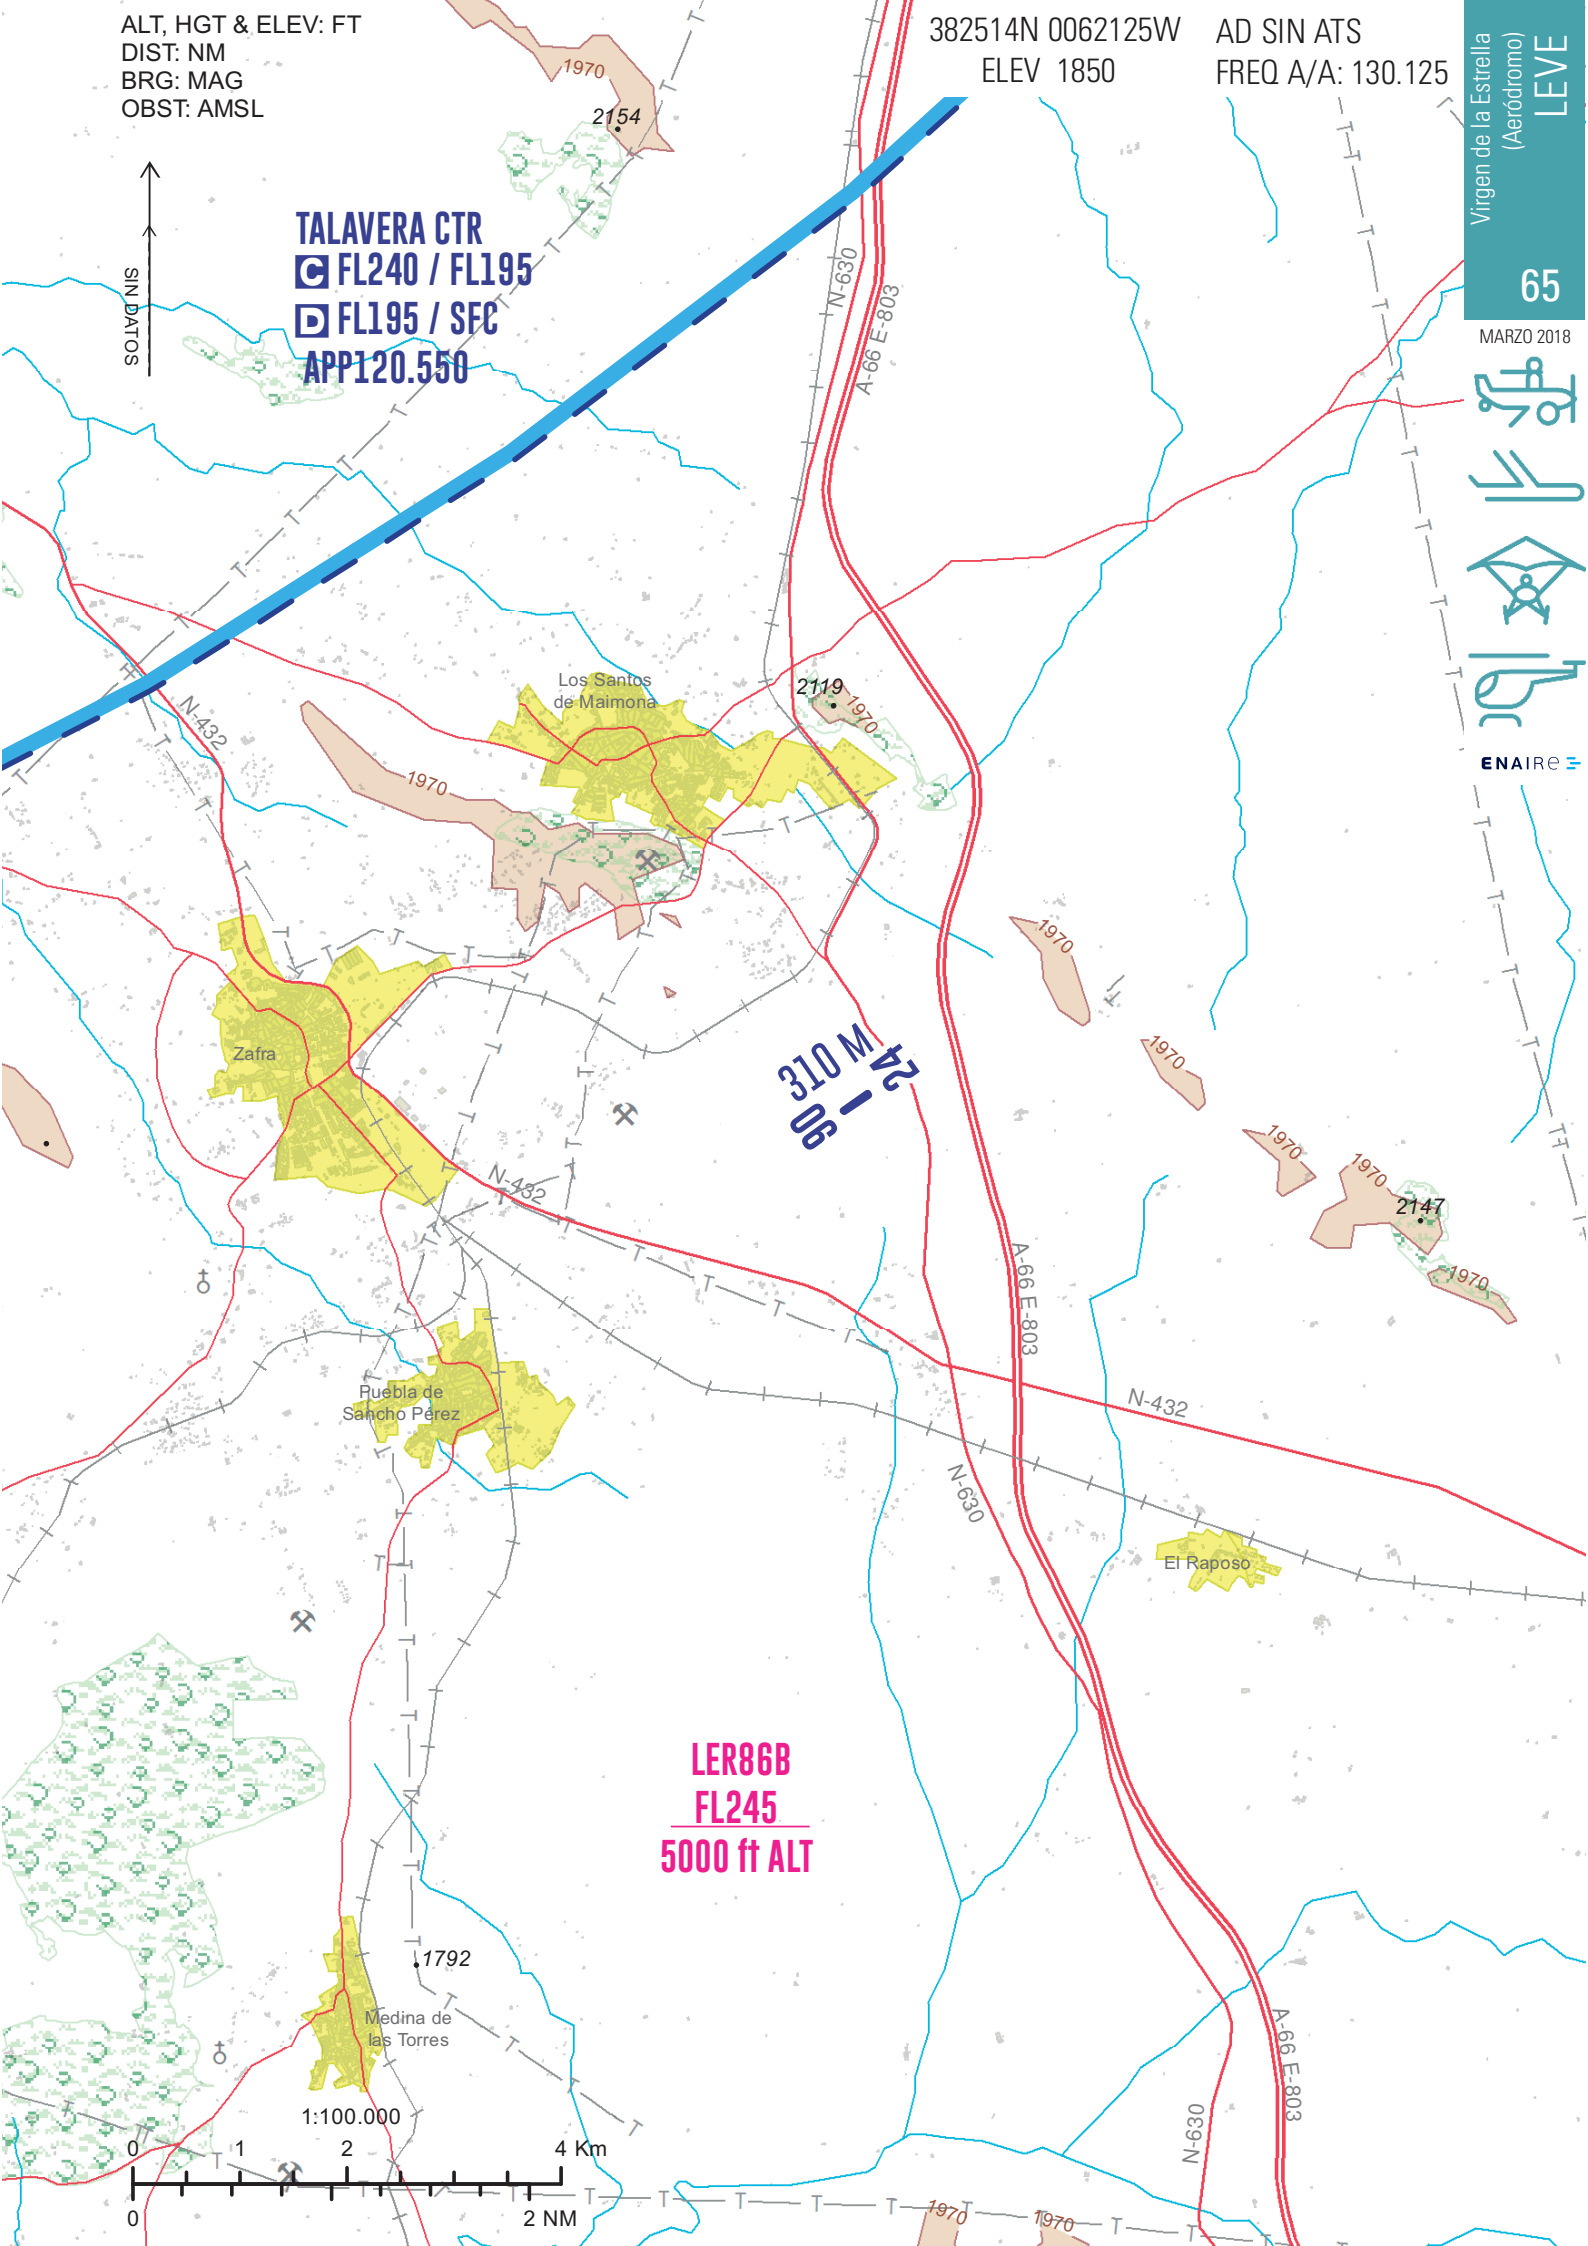 ALT, HGT & ELEV: FT
DIST: NM
BRG: MAG
OBST: AMSL
382514N 0062125W
ELEV 1850
AD SIN ATS
FREQ A/A: 130.125
Virgen de la Estrella
(Aeródromo)
LEVE
65
MARZO 2018
ENAIRe
SIN DATOS
1970
2154
TALAVERA CTR
C FL240 / FL195
D FL195 / SFC
APP120.550
N-630
A-66 E-803
N-432
Los Santos
de Maimona
2119
1970
1970
1970
Zafra
310 M
24
06
1970
1970
1970
2147
1970
N-432
A-66 E-803
Puebla de
Sancho Pérez
N-432
N-630
El Raposo
LER86B
FL245
5000 ft ALT
1792
Medina de
las Torres
A-66 E-803
N-630
1:100.000
0 1 2 4 Km
0 2 NM
1970
1970